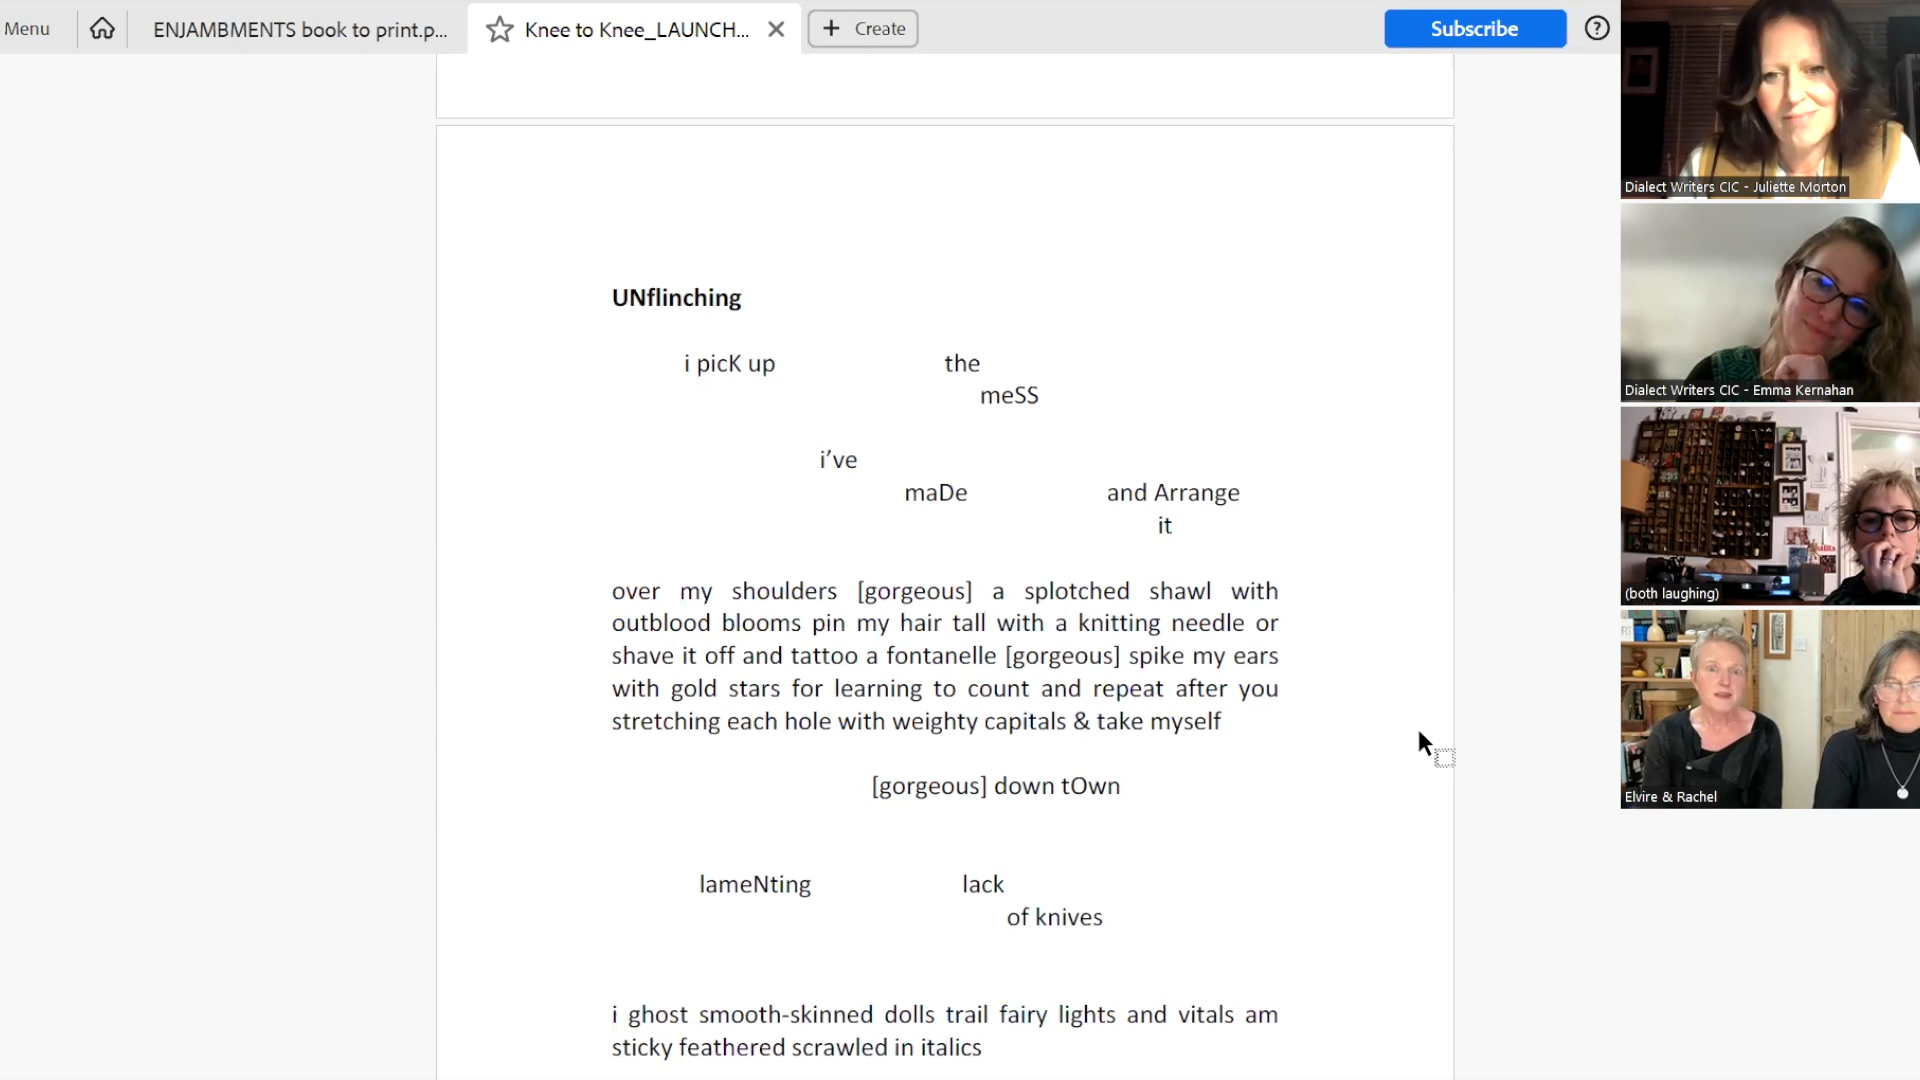 Menu
ENJAMBMENTS book to print.p...
Knee to Knee_LAUNCH...
Create
Subscribe
UNflinching
i picK up the
meSS
i’ve
maDe and Arrange
it
over my shoulders [gorgeous] a splotched shawl with
outblood blooms pin my hair tall with a knitting needle or
shave it off and tattoo a fontanelle [gorgeous] spike my ears
with gold stars for learning to count and repeat after you
stretching each hole with weighty capitals & take myself
[gorgeous] down tOwn
lameNting lack
of knives
i ghost smooth-skinned dolls trail fairy lights and vitals am
sticky feathered scrawled in italics
Dialect Writers CIC - Juliette Morton
Dialect Writers CIC - Emma Kernahan
(both laughing)
Elvire & Rachel